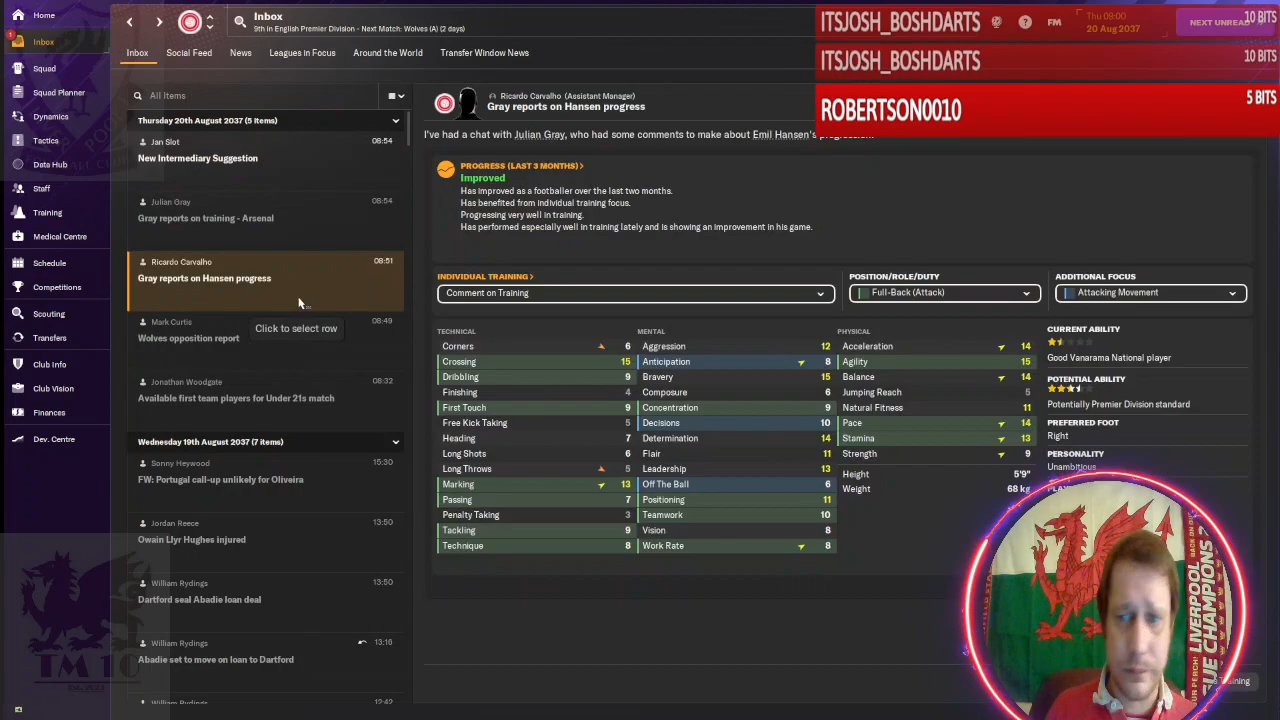 Home
1
Inbox
Squad
Squad Planner
Dynamics
Tactics
Data Hub
Staff
Training
Medical Centre
Schedule
Competitions
Scouting
Transfers
Club Info
Club Vision
Finances
Dev. Centre
TM 10
Inbox
9th in English Premier Division - Next Match: Wolves (A) (2 days)
FM
Thu 09:00
20 Aug 2037
NEXT UNREAD
ITSJOSH_BOSHDARTS 10 BITS
ITSJOSH_BOSHDARTS 10 BITS
ROBERTSON0010 5 BITS
Inbox Social Feed News Leagues in Focus Around the World Transfer Window News
All Items
Thursday 20th August 2037 (5 items)
Jan Slot 08:54
New Intermediary Suggestion
Julian Gray 08:54
Gray reports on training - Arsenal
Ricardo Carvalho 08:51
Gray reports on Hansen progress
Mark Curtis 08:49
Wolves opposition report
Click to select row
Jonathan Woodgate 08:32
Available first team players for Under 21s match
Wednesday 19th August 2037 (7 items)
Sonny Heywood 15:30
FW: Portugal call-up unlikely for Oliveira
Jordan Reece 13:50
Owain Llyr Hughes injured
William Rydings 13:50
Dartford seal Abadie loan deal
William Rydings 13:16
Abadie set to move on loan to Dartford
William Rydings 12:42
Ricardo Carvalho (Assistant Manager)
Gray reports on Hansen progress
I've had a chat with Julian Gray, who had some comments to make about Emil Hansen's progression.
PROGRESS (LAST 3 MONTHS) >
Improved
Has improved as a footballer over the last two months.
Has benefited from individual training focus.
Progressing very well in training.
Has performed especially well in training lately and is showing an improvement in his game.
INDIVIDUAL TRAINING >
Comment on Training
POSITION/ROLE/DUTY
Full-Back (Attack)
ADDITIONAL FOCUS
Attacking Movement
TECHNICAL
Corners 6
Crossing 15
Dribbling 9
Finishing 4
First Touch 9
Free Kick Taking 5
Heading 7
Long Shots 6
Long Throws 5
Marking 13
Passing 7
Penalty Taking 3
Tackling 9
Technique 8
MENTAL
Aggression 12
Anticipation 8
Bravery 15
Composure 6
Concentration 9
Decisions 10
Determination 14
Flair 11
Leadership 13
Off The Ball 6
Positioning 11
Teamwork 10
Vision 8
Work Rate 8
PHYSICAL
Acceleration 14
Agility 15
Balance 14
Jumping Reach 5
Natural Fitness 11
Pace 14
Stamina 13
Strength 9
Height 5'9"
Weight 68 kg
CURRENT ABILITY
Good Vanarama National player
POTENTIAL ABILITY
Potentially Premier Division standard
PREFERRED FOOT
Right
PERSONALITY
Unambitious
Training
LIVERPOOL